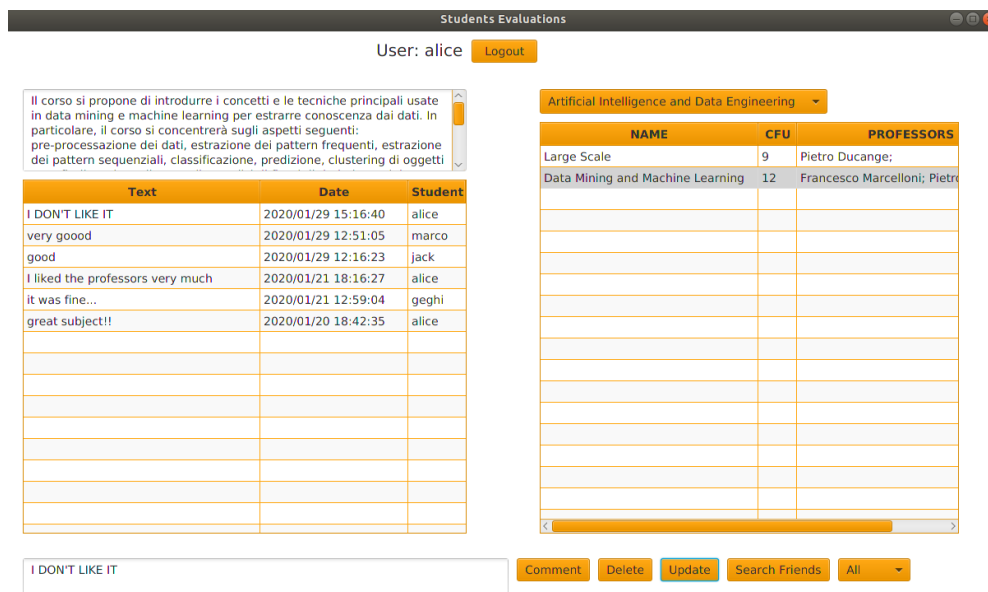 Students Evaluations
User: alice Logout
Il corso si propone di introdurre i concetti e le tecniche principali usate
in data mining e machine learning per estrarre conoscenza dai dati. In
particolare, il corso si concentrerà sugli aspetti seguenti:
pre-processazione dei dati, estrazione dei pattern frequenti, estrazione
dei pattern sequenziali, classificazione, predizione, clustering di oggetti
Text Date Student
I DON'T LIKE IT 2020/01/29 15:16:40 alice
very goood 2020/01/29 12:51:05 marco
good 2020/01/29 12:16:23 jack
I liked the professors very much 2020/01/21 18:16:27 alice
it was fine... 2020/01/21 12:59:04 geghi
great subject!! 2020/01/20 18:42:35 alice
Artificial Intelligence and Data Engineering
NAME CFU PROFESSORS
Large Scale 9 Pietro Ducange;
Data Mining and Machine Learning 12 Francesco Marcelloni; Pietro
I DON'T LIKE IT
Comment Delete Update Search Friends All